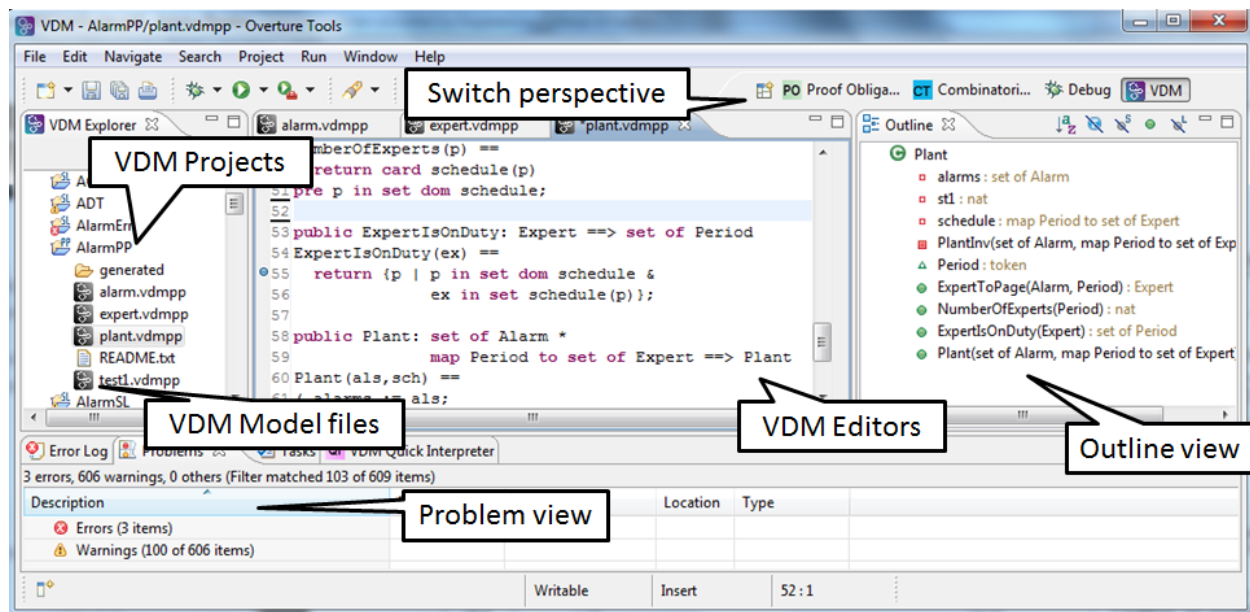 VDM - AlarmPP/plant.vdmpp - Overture Tools
File Edit Navigate Search Project Run Window Help
Switch perspective
PO Proof Obliga... CT Combinatori... Debug VDM
VDM Explorer
alarm.vdmpp expert.vdmpp *plant.vdmpp
Outline
VDM Projects
ADT
AlarmErr
AlarmPP
generated
alarm.vdmpp
expert.vdmpp
plant.vdmpp
README.txt
test1.vdmpp
AlarmSL
VDM Model files
mberOfExperts(p) ==
return card schedule(p)
51 pre p in set dom schedule;
52
53 public ExpertIsOnDuty: Expert ==> set of Period
54 ExpertIsOnDuty(ex) ==
55 return {p | p in set dom schedule &
56 ex in set schedule(p)};
57
58 public Plant: set of Alarm *
59 map Period to set of Expert ==> Plant
60 Plant(als,sch) ==
61 ( alarms := als;
VDM Editors
Plant
alarms : set of Alarm
st1 : nat
schedule : map Period to set of Expert
PlantInv(set of Alarm, map Period to set of Exp
Period : token
ExpertToPage(Alarm, Period) : Expert
NumberOfExperts(Period) : nat
ExpertIsOnDuty(Expert) : set of Period
Plant(set of Alarm, map Period to set of Expert
Outline view
Error Log Problems Tasks VDM Quick Interpreter
3 errors, 606 warnings, 0 others (Filter matched 103 of 609 items)
Description Location Type
Problem view
Errors (3 items)
Warnings (100 of 606 items)
Writable Insert 52 : 1